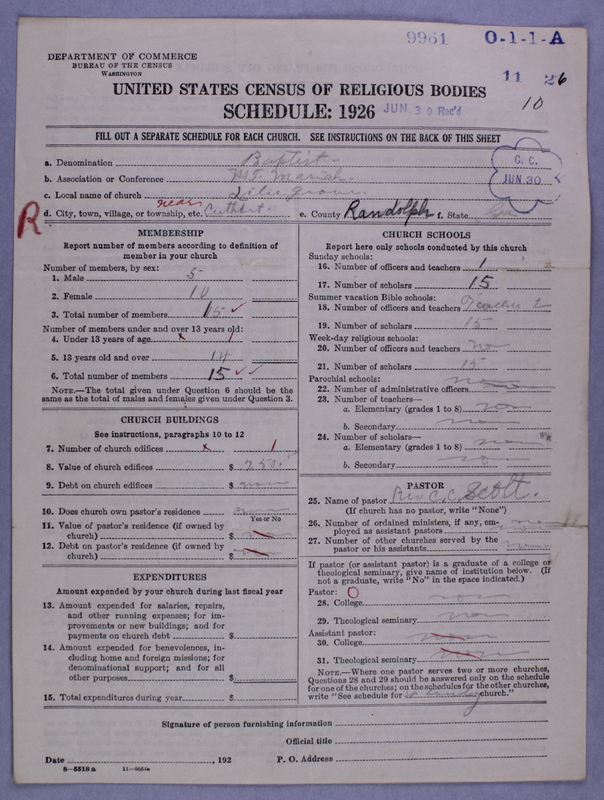 9961 O-1-1-A
DEPARTMENT OF COMMERCE
BUREAU OF THE CENSUS
WASHINGTON
11 26
UNITED STATES CENSUS OF RELIGIOUS BODIES
10
SCHEDULE: 1926 JUN 30 Rec'd
FILL OUT A SEPARATE SCHEDULE FOR EACH CHURCH. SEE INSTRUCTIONS ON THE BACK OF THIS SHEET
C. C.
JUN 30
a. Denomination Baptist
b. Association or Conference Mt. Mariah
c. Local name of church
near
R
d. City, town, village, or township, etc. Cuthbert e. County Randolph f. State Ga
MEMBERSHIP
Report number of members according to definition of member in your church
Number of members, by sex:
1. Male 5
2. Female 10
3. Total number of members 15 ✓
Number of members under and over 13 years old:
4. Under 13 years of age x 1
5. 13 years old and over 14
6. Total number of members 15 ✓ ✓
NOTE.—The total given under Question 6 should be the
same as the total of males and females given under Question 3.
CHURCH BUILDINGS
See instructions, paragraphs 10 to 12
7. Number of church edifices x 1
8. Value of church edifices $ 250
9. Debt on church edifices $
10. Does church own pastor's residence
Yes or No
11. Value of pastor's residence (if owned by
church) $
12. Debt on pastor's residence (if owned by
church) $
EXPENDITURES
Amount expended by your church during last fiscal year
13. Amount expended for salaries, repairs,
and other running expenses; for im-
provements or new buildings; and for
payments on church debt $
14. Amount expended for benevolences, in-
cluding home and foreign missions; for
denominational support; and for all
other purposes $
15. Total expenditures during year $
CHURCH SCHOOLS
Report here only schools conducted by this church
Sunday schools:
16. Number of officers and teachers 1
17. Number of scholars 15
Summer vacation Bible schools:
18. Number of officers and teachers Teacher
19. Number of scholars 15
Week-day religious schools:
20. Number of officers and teachers
21. Number of scholars 15
Parochial schools:
22. Number of administrative officers
23. Number of teachers—
a. Elementary (grades 1 to 8)
b. Secondary
24. Number of scholars—
a. Elementary (grades 1 to 8)
b. Secondary
PASTOR
25. Name of pastor Rev C. C. Scott.
(If church has no pastor, write "None")
26. Number of ordained ministers, if any, em-
ployed as assistant pastors
27. Number of other churches served by the
pastor or his assistants
If pastor (or assistant pastor) is a graduate of a college or
theological seminary, give name of institution below. (If
not a graduate, write "No" in the space indicated.)
Pastor: O
28. College
29. Theological seminary
Assistant pastor:
30. College
31. Theological seminary
NOTE.—Where one pastor serves two or more churches,
Questions 28 and 29 should be answered only on the schedule
for one of the churches; on the schedules for the other churches,
write "See schedule for church."
Signature of person furnishing information
Official title
Date , 192 P. O. Address
8—5518 a